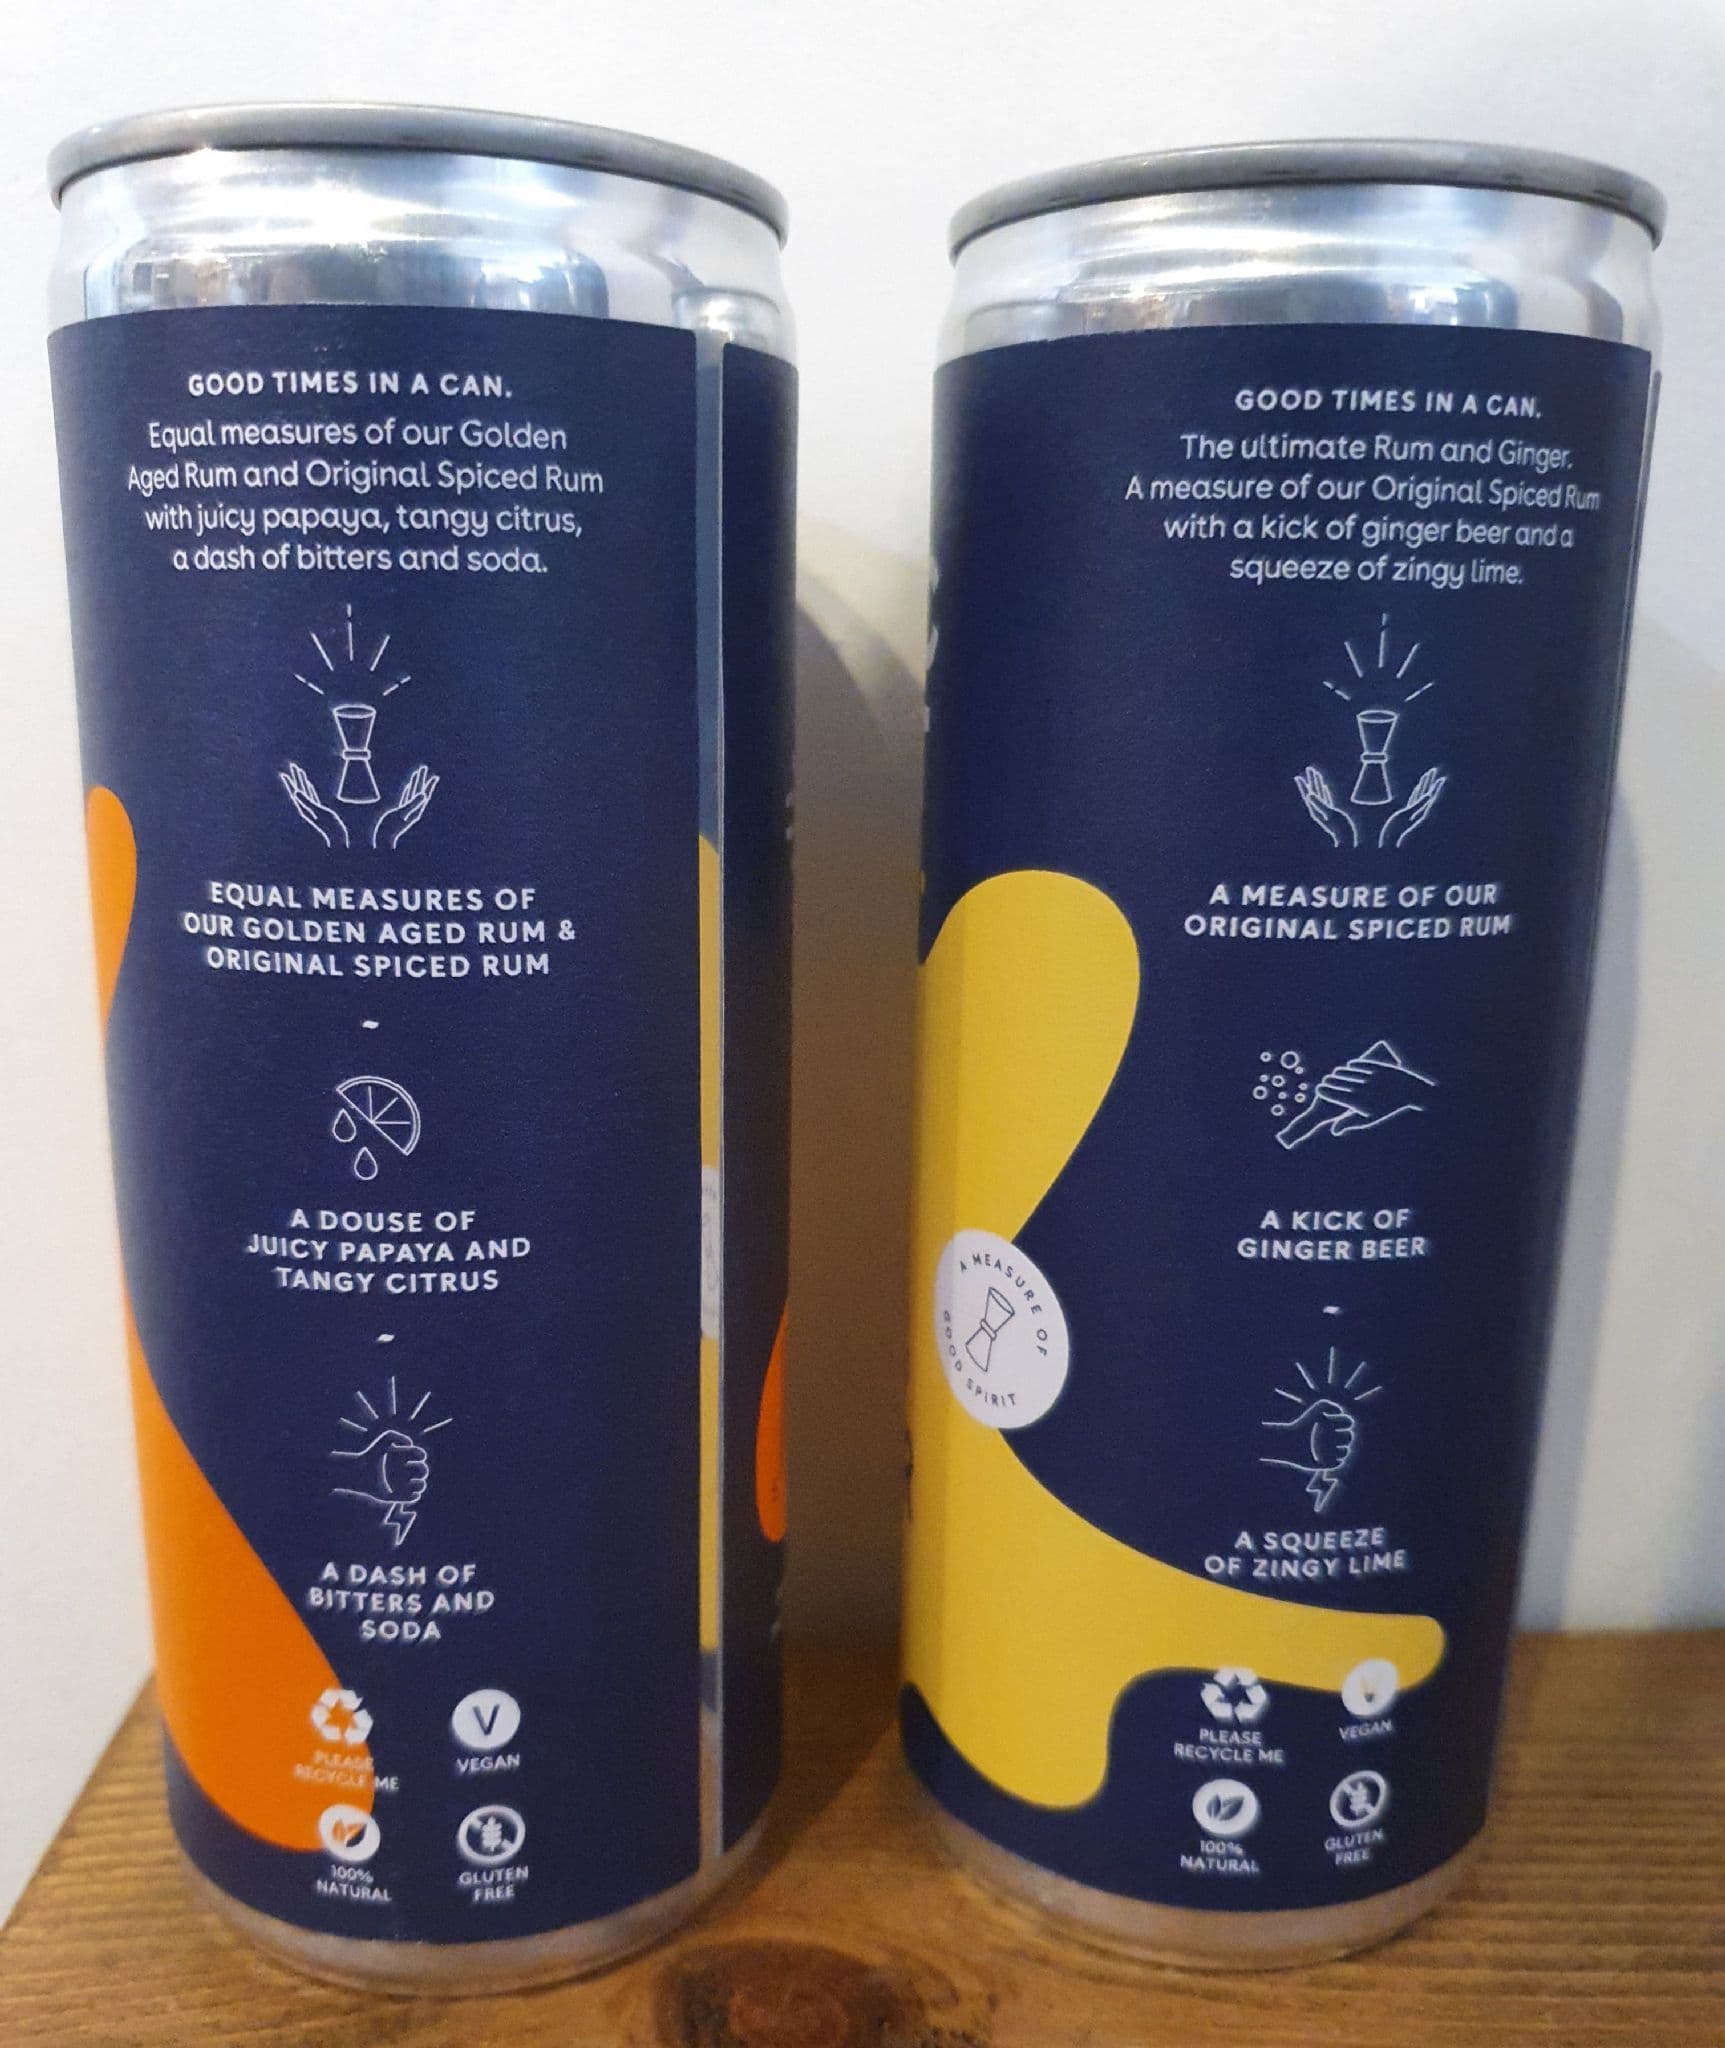 GOOD TIMES IN A CAN.
Equal measures of our Golden
Aged Rum and Original Spiced Rum
with juicy papaya, tangy citrus,
a dash of bitters and soda.
EQUAL MEASURES OF
OUR GOLDEN AGED RUM &
ORIGINAL SPICED RUM
-
A DOUSE OF
JUICY PAPAYA AND
TANGY CITRUS
-
A DASH OF
BITTERS AND
SODA
PLEASE
RECYCLE ME
V
VEGAN
100%
NATURAL
GLUTEN
FREE
GOOD TIMES IN A CAN.
The ultimate Rum and Ginger.
A measure of our Original Spiced Rum
with a kick of ginger beer and a
squeeze of zingy lime.
A MEASURE OF OUR
ORIGINAL SPICED RUM
A KICK OF
GINGER BEER
-
A SQUEEZE
OF ZINGY LIME
A MEASURE OF
GOOD SPIRIT
PLEASE
RECYCLE ME
V
VEGAN
100%
NATURAL
GLUTEN
FREE